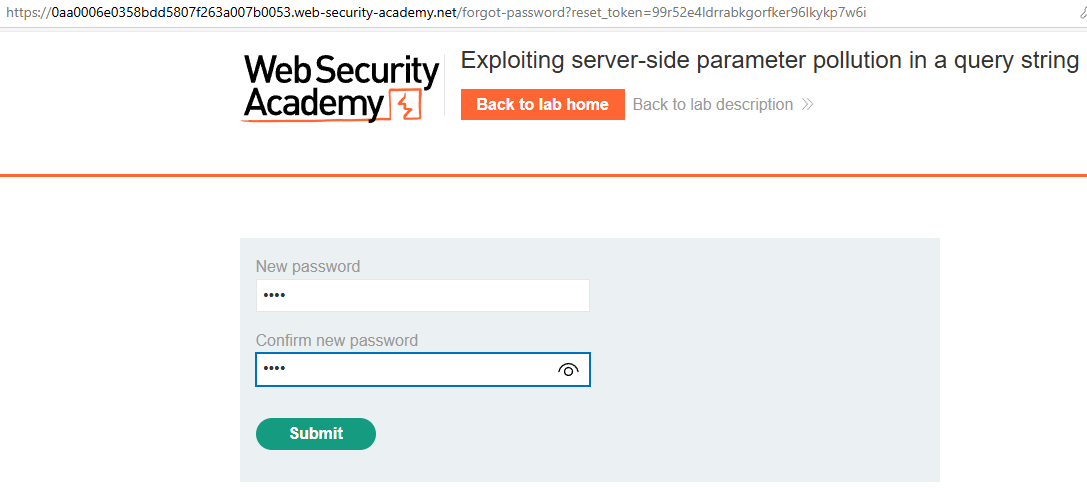 https://0aa0006e0358bdd5807f263a007b0053.web-security-academy.net/forgot-password?reset_token=99r52e4ldrrabkgorfker96lkykp7w6i
Web Security
Academy
Exploiting server-side parameter pollution in a query string
Back to lab home
Back to lab description
New password
••••
Confirm new password
••••
Submit